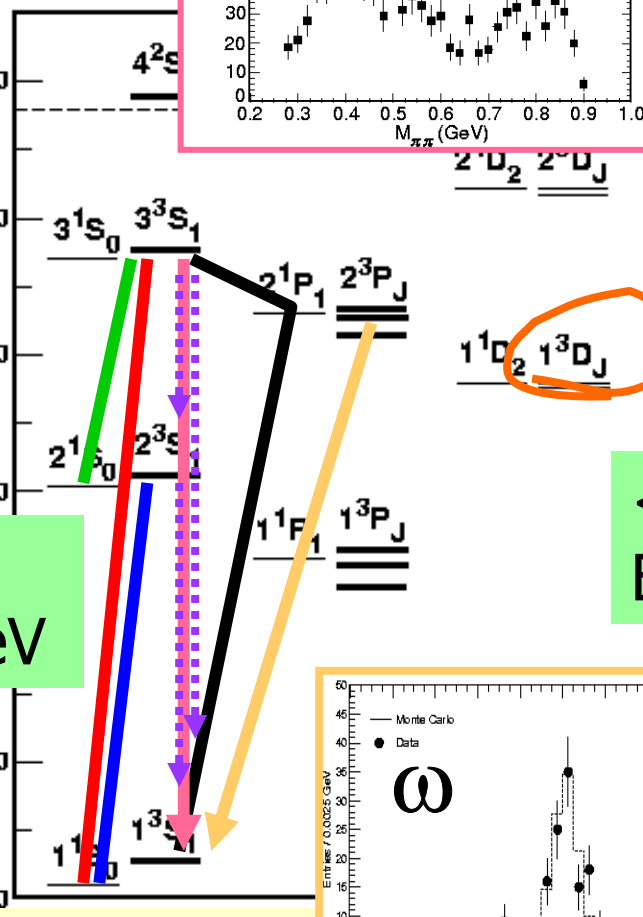 30
20
10
0
0.2 0.3 0.4 0.5 0.6 0.7 0.8 0.9 1.0
M ππ (GeV)
4²S
2¹D₂ 2³D_J
3¹S₀ 3³S₁
2¹P₁ 2³P_J
1¹D₂ 1³D_J
2¹S₀ 2³S₁
1¹P₁ 1³P_J
eV
1³S₁
1¹S₀
50
45
40
35
30
25
20
15
10
Entries / 0.0025 GeV
Monte Carlo
Data
ω